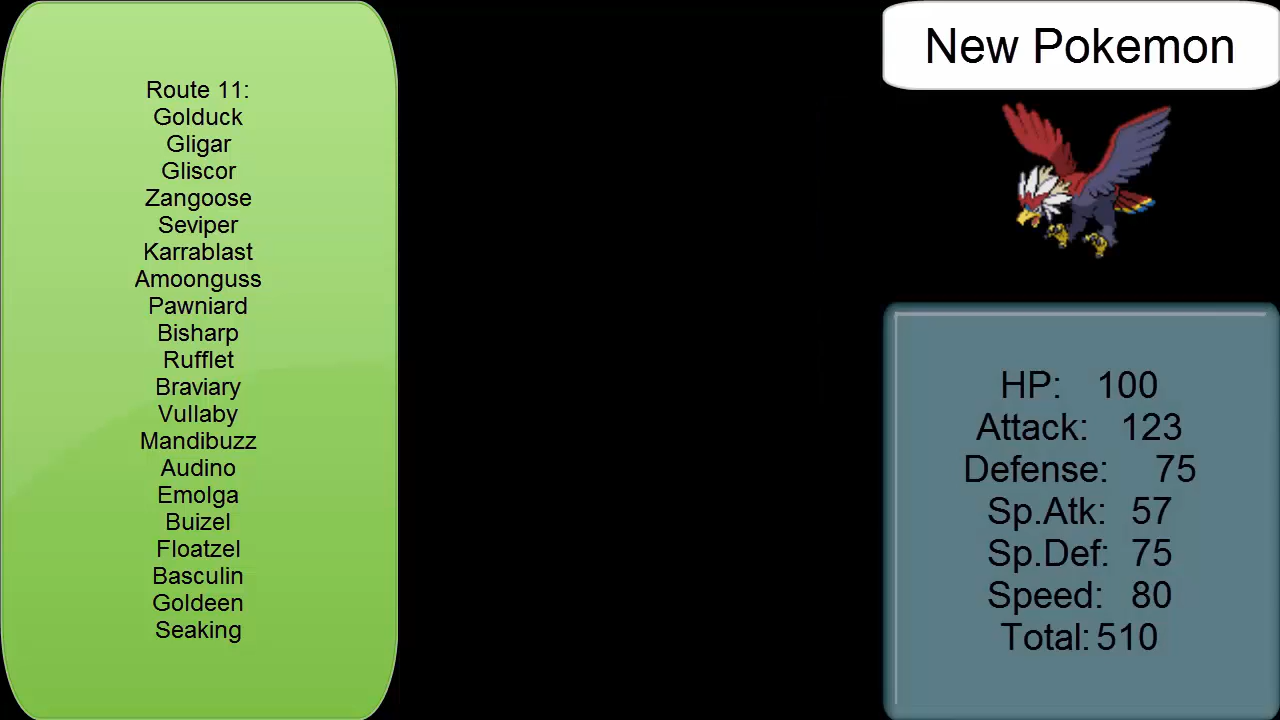 Route 11:
Golduck
Gligar
Gliscor
Zangoose
Seviper
Karrablast
Amoonguss
Pawniard
Bisharp
Rufflet
Braviary
Vullaby
Mandibuzz
Audino
Emolga
Buizel
Floatzel
Basculin
Goldeen
Seaking
New Pokemon
HP: 100
Attack: 123
Defense: 75
Sp.Atk: 57
Sp.Def: 75
Speed: 80
Total: 510